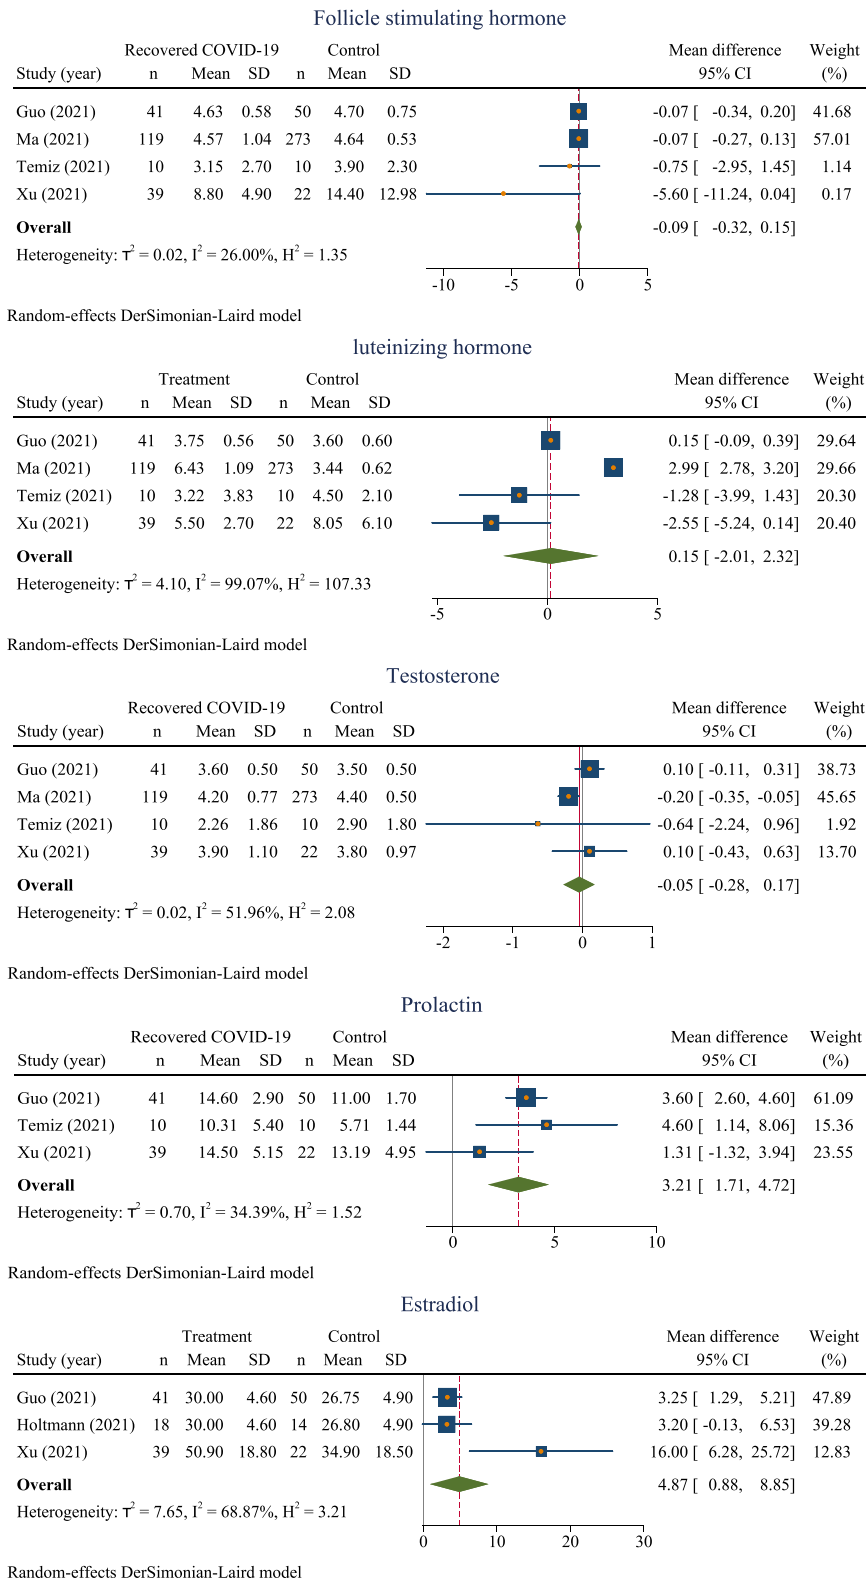 Follicle stimulating hormone
Recovered COVID-19 Control Mean difference Weight
Study (year) n Mean SD n Mean SD 95% CI (%)
Guo (2021) 41 4.63 0.58 50 4.70 0.75 -0.07 [ -0.34, 0.20] 41.68
Ma (2021) 119 4.57 1.04 273 4.64 0.53 -0.07 [ -0.27, 0.13] 57.01
Temiz (2021) 10 3.15 2.70 10 3.90 2.30 -0.75 [ -2.95, 1.45] 1.14
Xu (2021) 39 8.80 4.90 22 14.40 12.98 -5.60 [ -11.24, 0.04] 0.17
Overall -0.09 [ -0.32, 0.15]
Heterogeneity: τ² = 0.02, I² = 26.00%, H² = 1.35
-10 -5 0 5
Random-effects DerSimonian-Laird model
luteinizing hormone
Treatment Control Mean difference Weight
Study (year) n Mean SD n Mean SD 95% CI (%)
Guo (2021) 41 3.75 0.56 50 3.60 0.60 0.15 [ -0.09, 0.39] 29.64
Ma (2021) 119 6.43 1.09 273 3.44 0.62 2.99 [ 2.78, 3.20] 29.66
Temiz (2021) 10 3.22 3.83 10 4.50 2.10 -1.28 [ -3.99, 1.43] 20.30
Xu (2021) 39 5.50 2.70 22 8.05 6.10 -2.55 [ -5.24, 0.14] 20.40
Overall 0.15 [ -2.01, 2.32]
Heterogeneity: τ² = 4.10, I² = 99.07%, H² = 107.33
-5 0 5
Random-effects DerSimonian-Laird model
Testosterone
Recovered COVID-19 Control Mean difference Weight
Study (year) n Mean SD n Mean SD 95% CI (%)
Guo (2021) 41 3.60 0.50 50 3.50 0.50 0.10 [ -0.11, 0.31] 38.73
Ma (2021) 119 4.20 0.77 273 4.40 0.50 -0.20 [ -0.35, -0.05] 45.65
Temiz (2021) 10 2.26 1.86 10 2.90 1.80 -0.64 [ -2.24, 0.96] 1.92
Xu (2021) 39 3.90 1.10 22 3.80 0.97 0.10 [ -0.43, 0.63] 13.70
Overall -0.05 [ -0.28, 0.17]
Heterogeneity: τ² = 0.02, I² = 51.96%, H² = 2.08
-2 -1 0 1
Random-effects DerSimonian-Laird model
Prolactin
Recovered COVID-19 Control Mean difference Weight
Study (year) n Mean SD n Mean SD 95% CI (%)
Guo (2021) 41 14.60 2.90 50 11.00 1.70 3.60 [ 2.60, 4.60] 61.09
Temiz (2021) 10 10.31 5.40 10 5.71 1.44 4.60 [ 1.14, 8.06] 15.36
Xu (2021) 39 14.50 5.15 22 13.19 4.95 1.31 [ -1.32, 3.94] 23.55
Overall 3.21 [ 1.71, 4.72]
Heterogeneity: τ² = 0.70, I² = 34.39%, H² = 1.52
0 5 10
Random-effects DerSimonian-Laird model
Estradiol
Treatment Control Mean difference Weight
Study (year) n Mean SD n Mean SD 95% CI (%)
Guo (2021) 41 30.00 4.60 50 26.75 4.90 3.25 [ 1.29, 5.21] 47.89
Holtmann (2021) 18 30.00 4.60 14 26.80 4.90 3.20 [ -0.13, 6.53] 39.28
Xu (2021) 39 50.90 18.80 22 34.90 18.50 16.00 [ 6.28, 25.72] 12.83
Overall 4.87 [ 0.88, 8.85]
Heterogeneity: τ² = 7.65, I² = 68.87%, H² = 3.21
0 10 20 30
Random-effects DerSimonian-Laird model